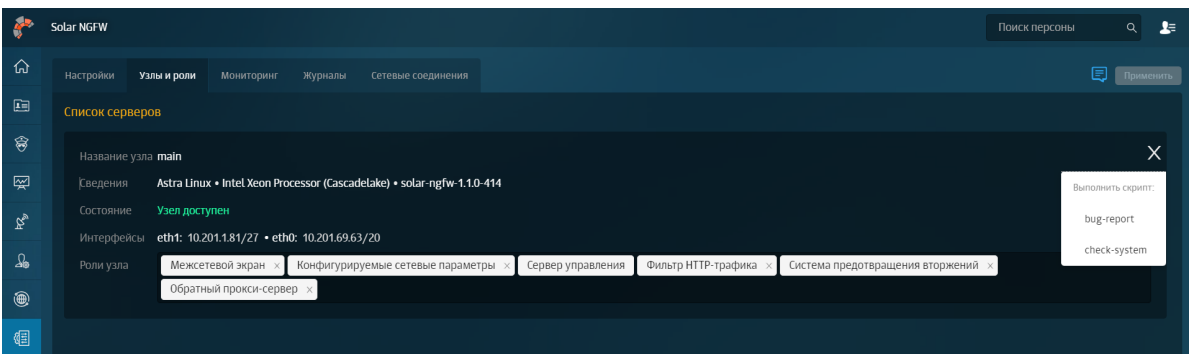 Solar NGFW
Поиск персоны
Настройки Узлы и роли Мониторинг Журналы Сетевые соединения
Применить
Список серверов
Название узла main
Сведения Astra Linux • Intel Xeon Processor (Cascadelake) • solar-ngfw-1.1.0-414
Состояние Узел доступен
Интерфейсы eth1: 10.201.1.81/27 • eth0: 10.201.69.63/20
Роли узла Межсетевой экран × Конфигурируемые сетевые параметры × Сервер управления Фильтр HTTP-трафика × Система предотвращения вторжений ×
Обратный прокси-сервер ×
X
Выполнить скрипт:
bug-report
check-system